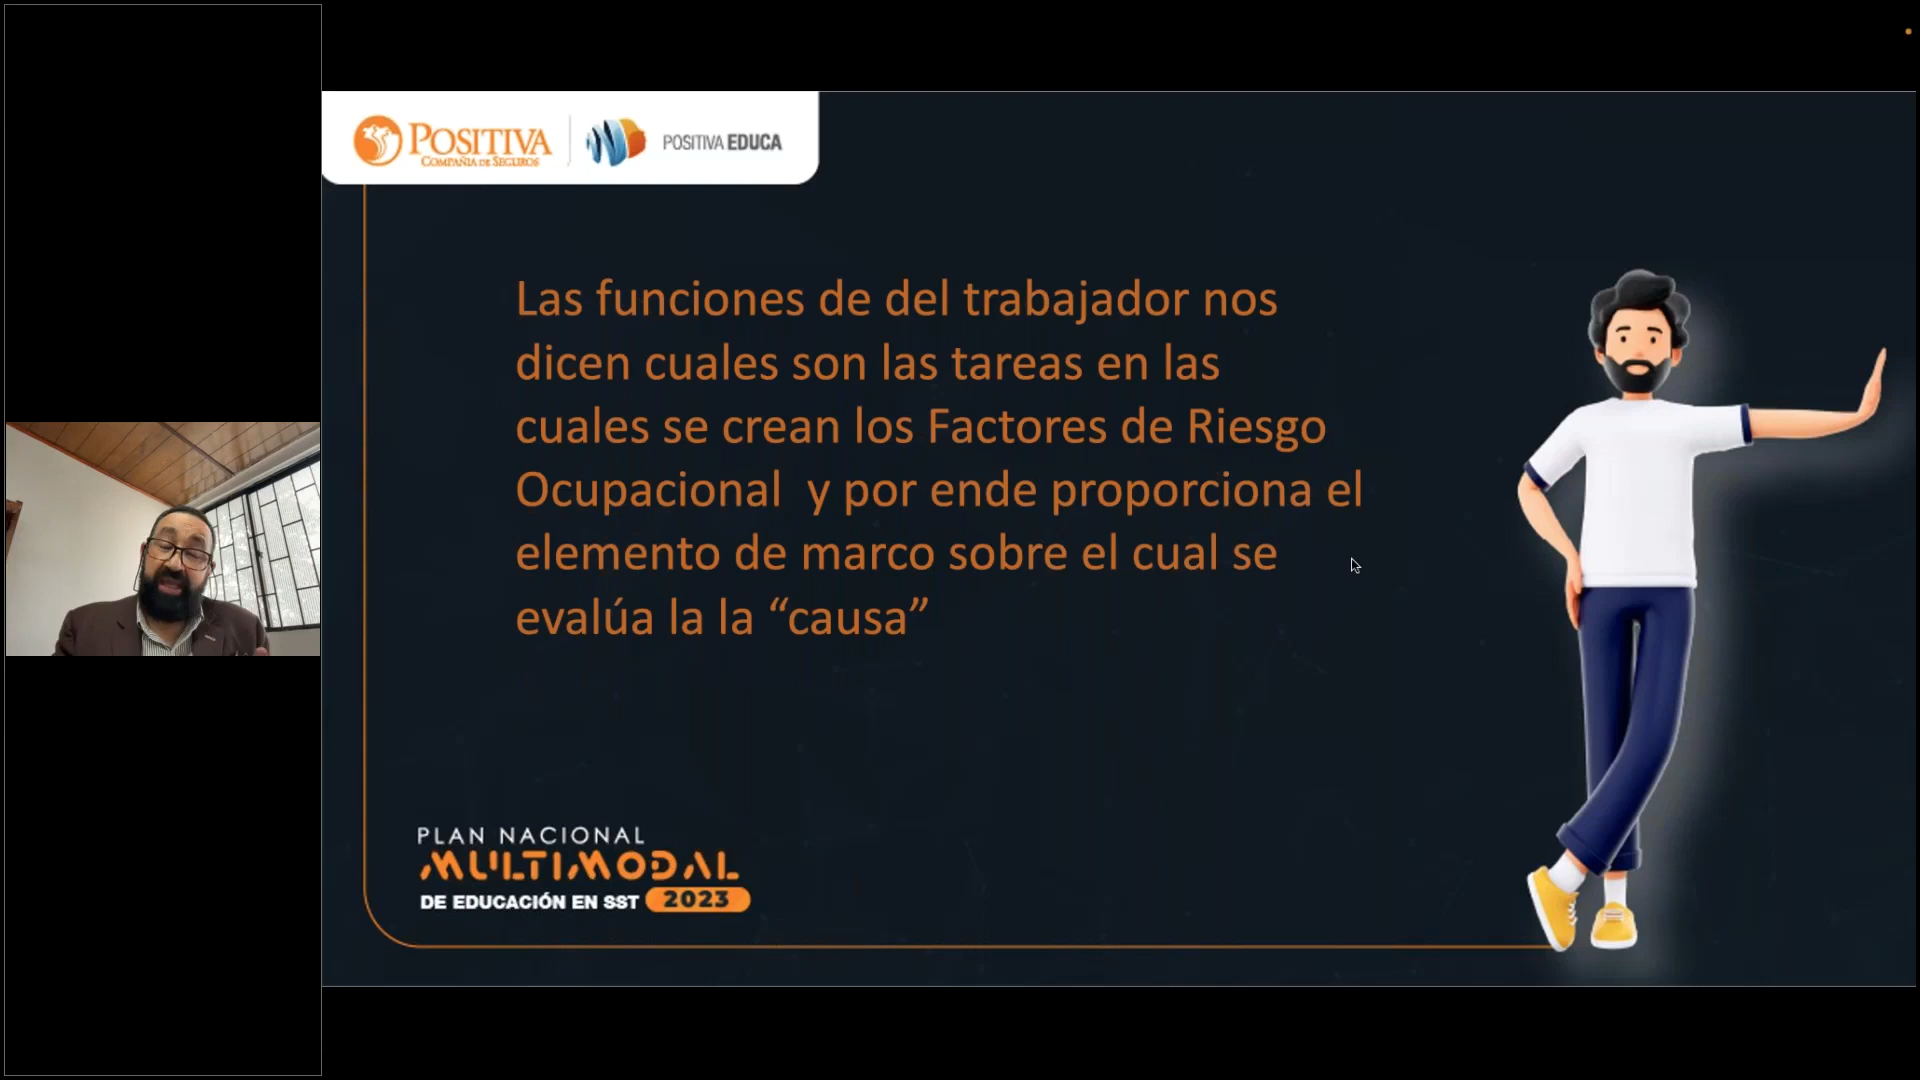 POSITIVA
COMPAÑÍA DE SEGUROS
POSITIVA EDUCA
Las funciones de del trabajador nos
dicen cuales son las tareas en las
cuales se crean los Factores de Riesgo
Ocupacional  y por ende proporciona el
elemento de marco sobre el cual se
evalúa la la “causa”
PLAN NACIONAL
MULTIMODAL
DE EDUCACIÓN EN SST 2023